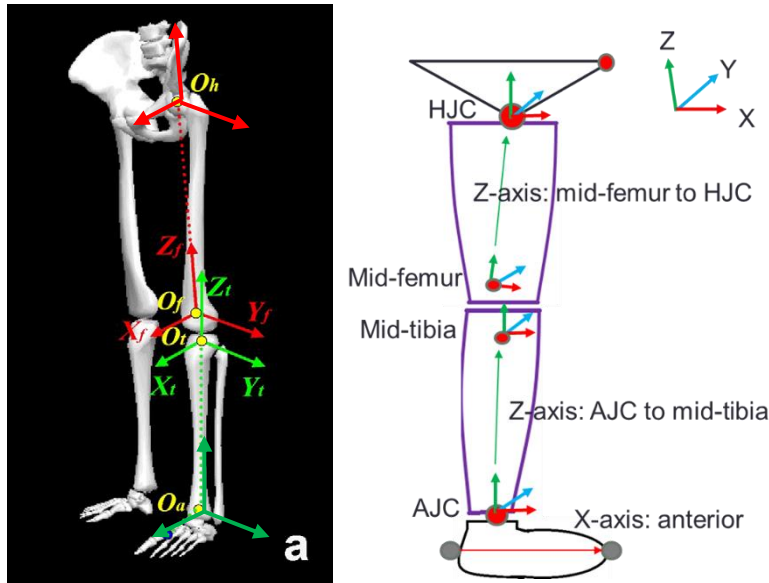 Oh
Zf
Zt
Of
Xf
Yf
Ot
Xt
Yt
Oa
a
Z
Y
X
HJC
Z-axis: mid-femur to HJC
Mid-femur
Mid-tibia
Z-axis: AJC to mid-tibia
AJC
X-axis: anterior